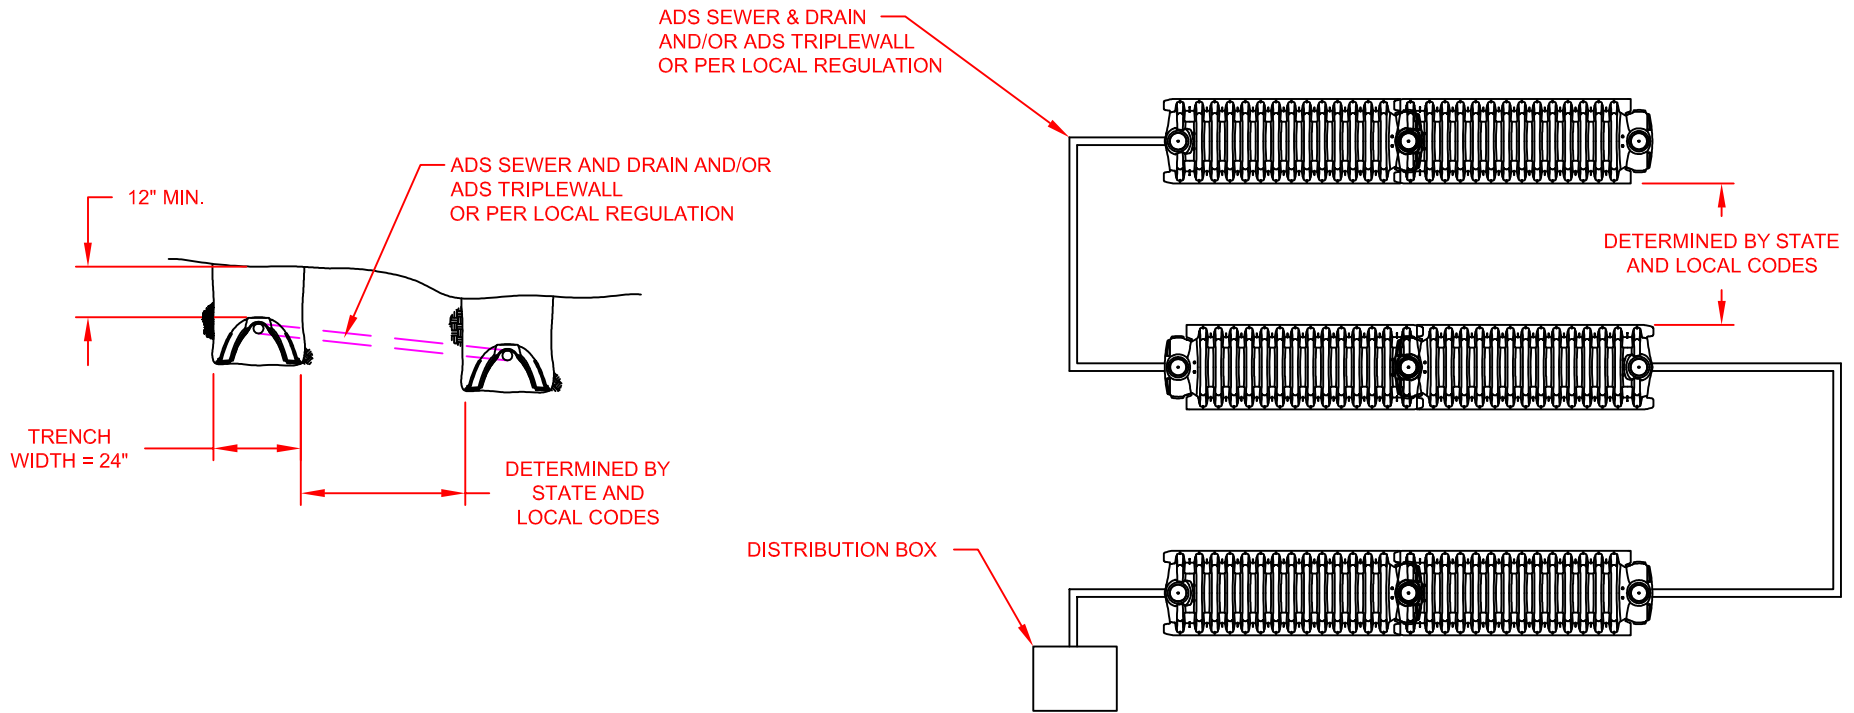 ADS SEWER & DRAIN
AND/OR ADS TRIPLEWALL
OR PER LOCAL REGULATION
ADS SEWER AND DRAIN AND/OR
ADS TRIPLEWALL
OR PER LOCAL REGULATION
12" MIN.
DETERMINED BY STATE
AND LOCAL CODES
TRENCH
WIDTH = 24"
DETERMINED BY
STATE AND
LOCAL CODES
DISTRIBUTION BOX